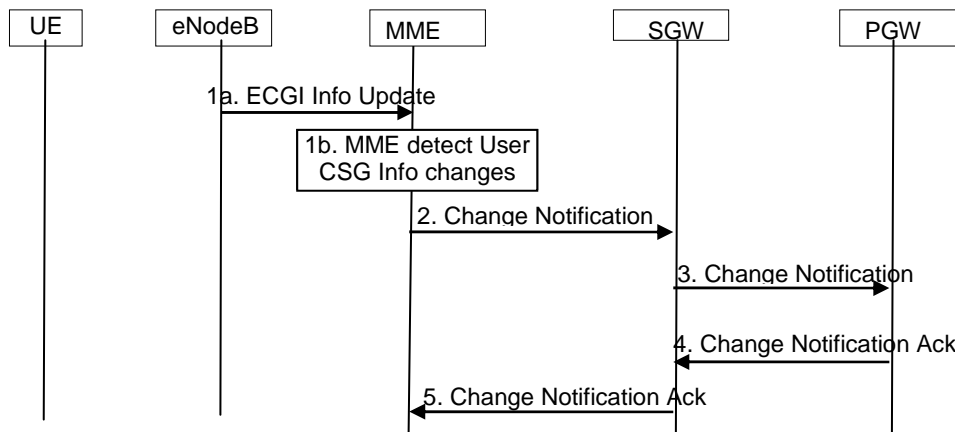 UE
eNodeB
MME
SGW
PGW
1a. ECGI Info Update
1b. MME detect User
CSG Info changes
2. Change Notification
3. Change Notification
4. Change Notification Ack
5. Change Notification Ack